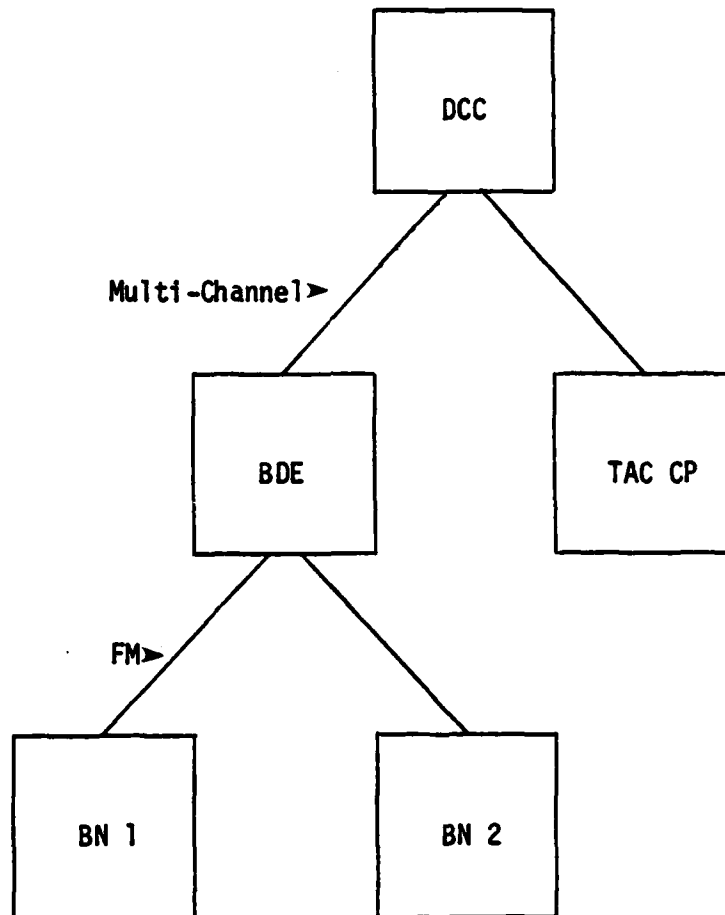 DCC
Multi-Channel
BDE
TAC CP
FM
BN 1
BN 2